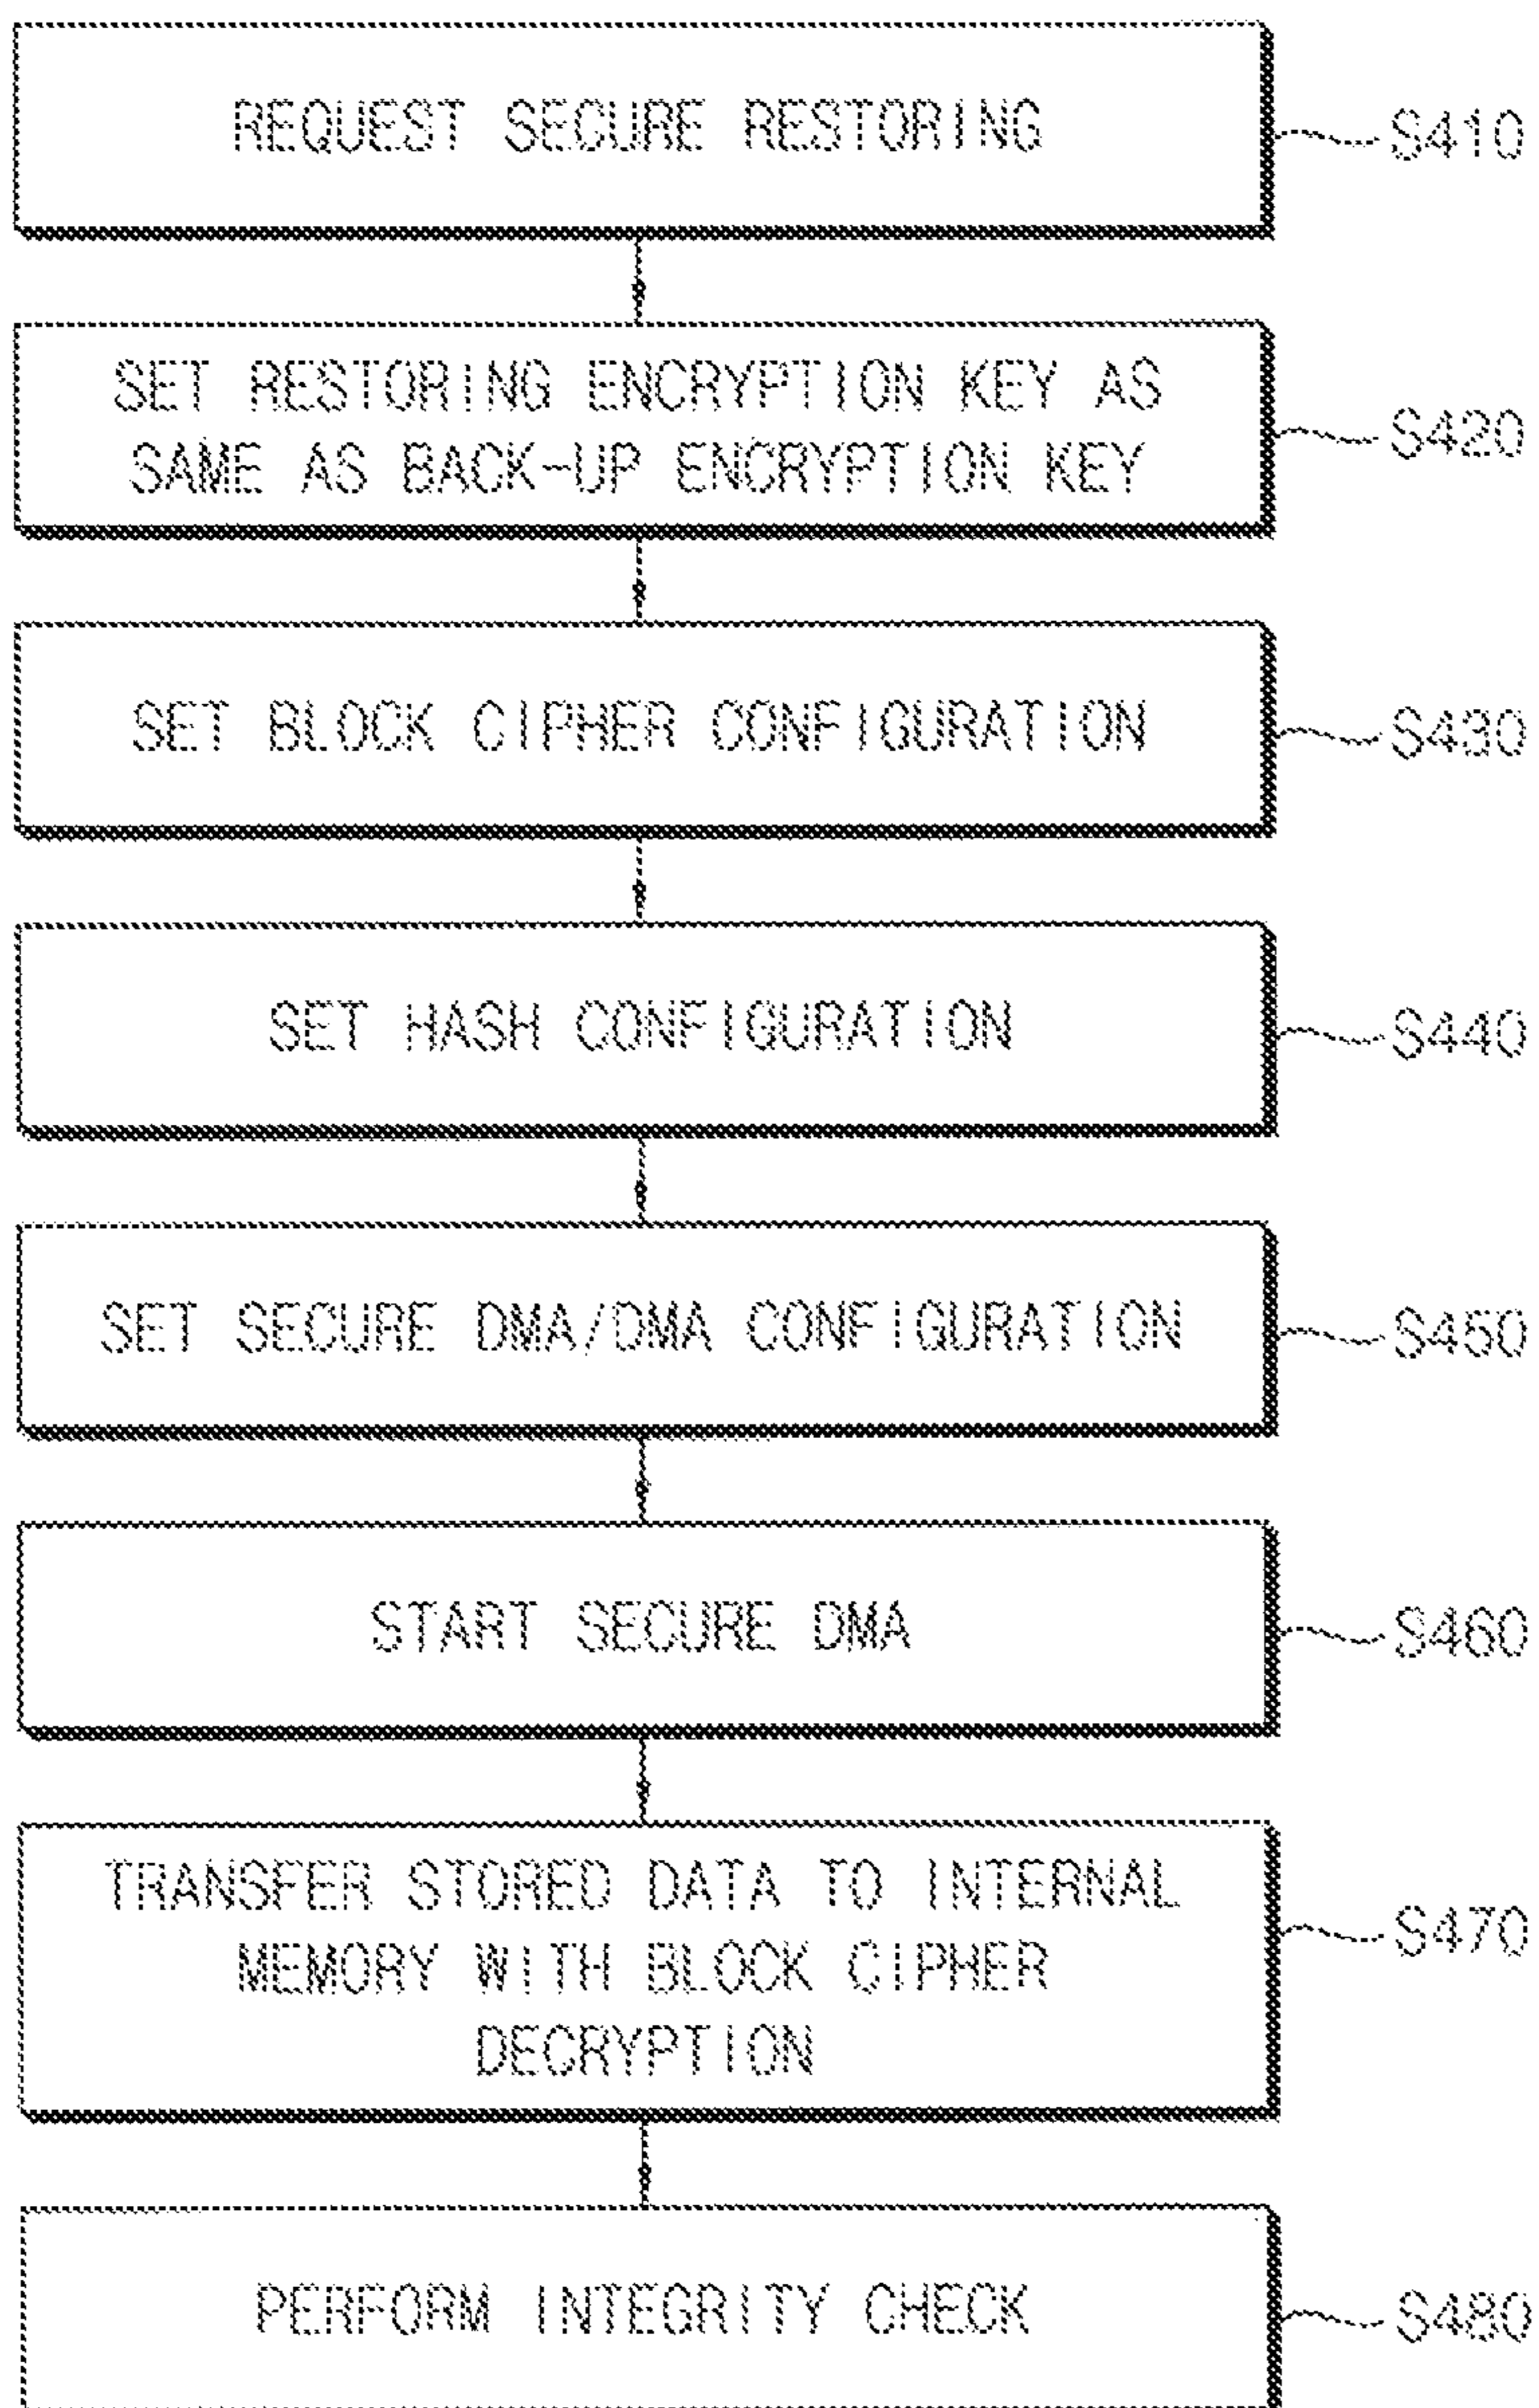 REQUEST SECURE RESTORING
S410
SET RESTORING ENCRYPTION KEY AS
SAME AS BACK-UP ENCRYPTION KEY
S420
SET BLOCK CIPHER CONFIGURATION
S430
SET HASH CONFIGURATION
S440
SET SECURE DMA/DMA CONFIGURATION
S450
START SECURE DMA
S460
TRANSFER STORED DATA TO INTERNAL
MEMORY WITH BLOCK CIPHER
DECRYPTION
S470
PERFORM INTEGRITY CHECK
S480